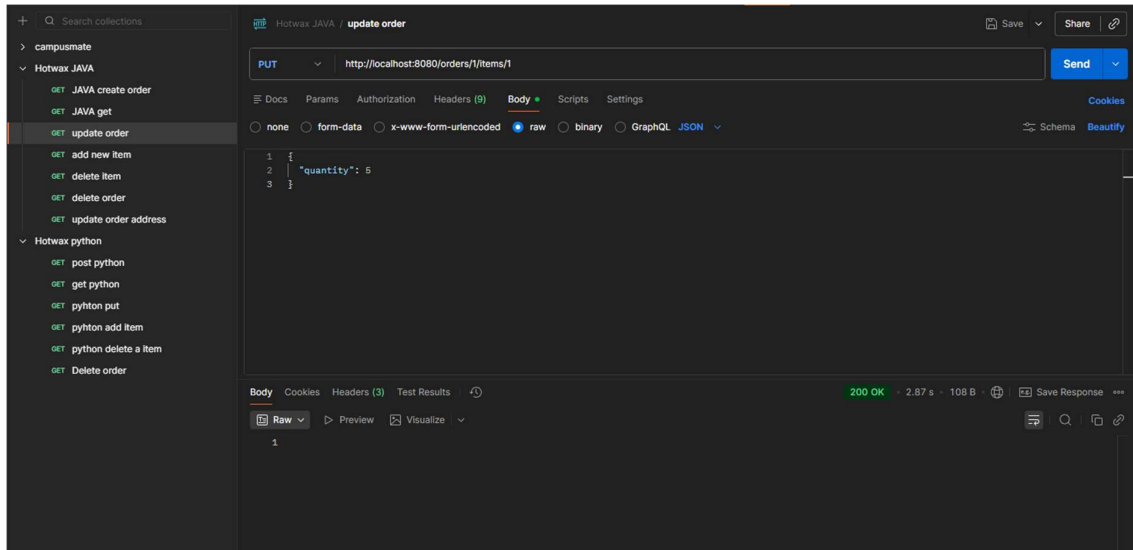 Search collections
campusmate
Hotwax JAVA
GET JAVA create order
GET JAVA get
GET update order
GET add new item
GET delete item
GET delete order
GET update order address
Hotwax python
GET post python
GET get python
GET pyhton put
GET pyhton add item
GET python delete a item
GET Delete order
HTTP Hotwax JAVA / update order
Save Share
PUT http://localhost:8080/orders/1/items/1 Send
Docs Params Authorization Headers (9) Body Scripts Settings Cookies
none form-data x-www-form-urlencoded raw binary GraphQL JSON Schema Beautify
1 {
2 "quantity": 5
3 }
Body Cookies Headers (3) Test Results 200 OK 2.87 s 108 B Save Response
Raw Preview Visualize
1